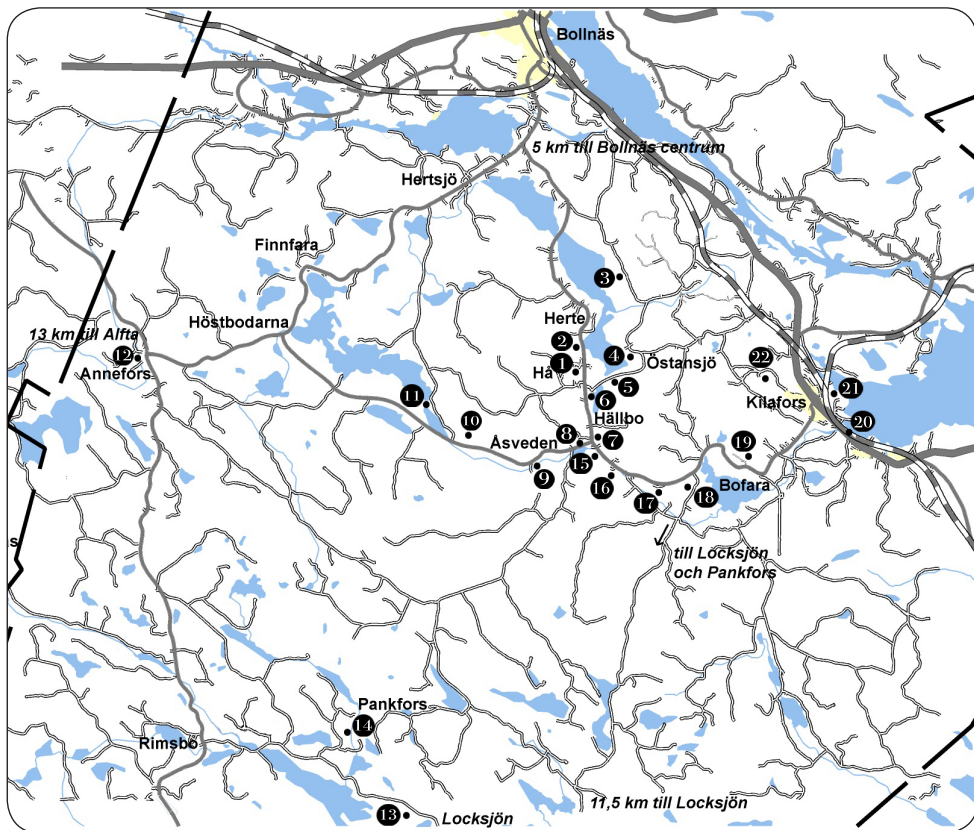 Bollnäs
5 km till Bollnäs centrum
Hertsjö
Finnfara
3
Höstbodarna
Herte
13 km till Alfta
2
12
4
Östansjö
22
Annefors
1
Hå
5
21
11
6
Kilafors
Hällbo
10
Åsveden
8
7
20
15
19
9
16
Bofara
17
18
s
till Locksjön
och Pankfors
Pankfors
14
Rimsbö
11,5 km till Locksjön
13
Locksjön